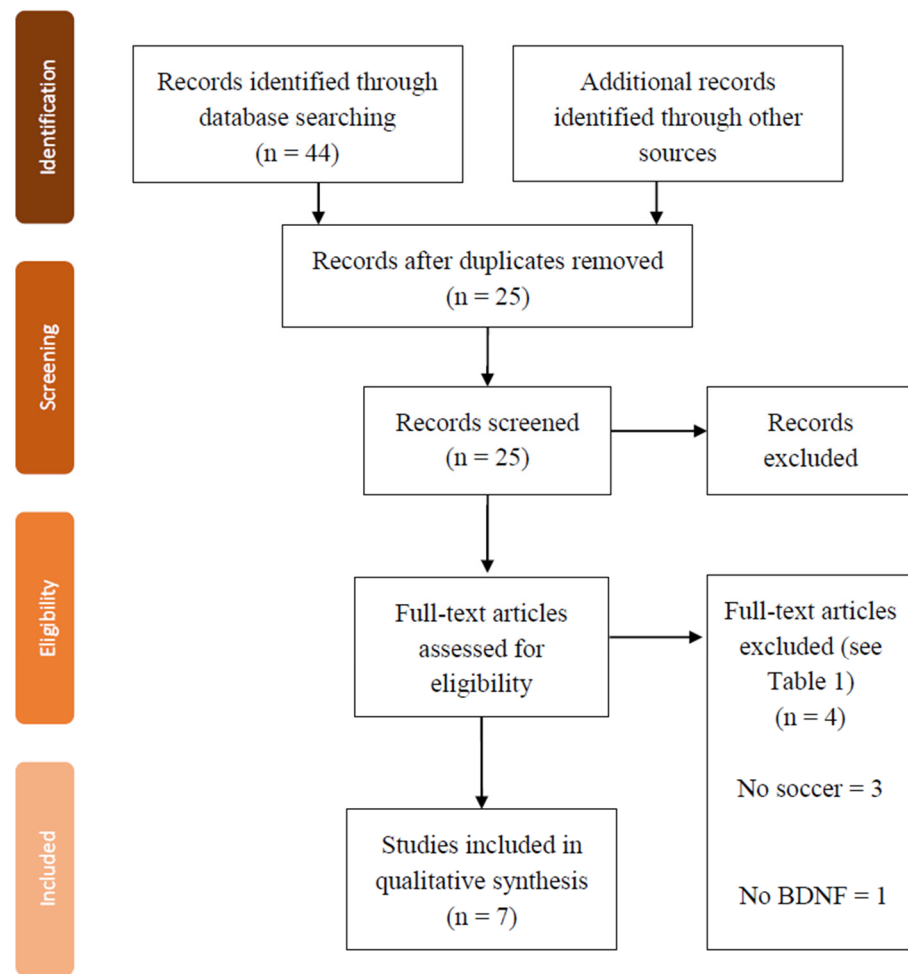 Identification
Records identified through
database searching
(n = 44)
Additional records
identified through other
sources
Records after duplicates removed
(n = 25)
Screening
Records screened
(n = 25)
Records
excluded
Eligibility
Full-text articles
assessed for
eligibility
Full-text articles
excluded (see
Table 1)
(n = 4)
No soccer = 3
No BDNF = 1
Included
Studies included in
qualitative synthesis
(n = 7)